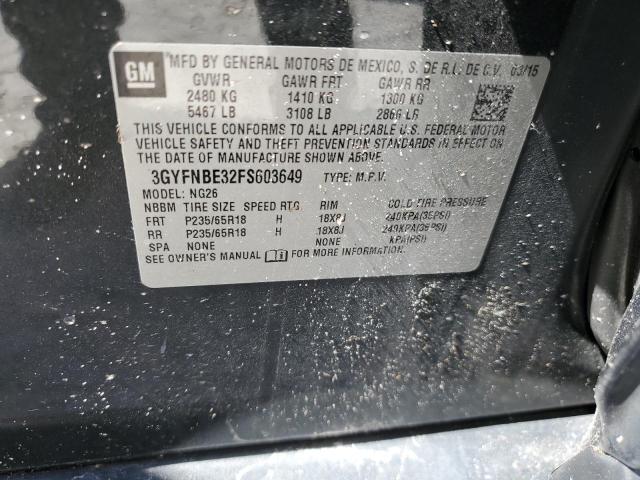 GM
MFD BY GENERAL MOTORS DE MEXICO, S. DE R.L. DE C.V. 03/15
GVWR GAWR FRT GAWR RR
2480 KG 1410 KG 1300 KG
5467 LB 3108 LB 2866 LB
THIS VEHICLE CONFORMS TO ALL APPLICABLE U.S. FEDERAL MOTOR
VEHICLE SAFETY AND THEFT PREVENTION STANDARDS IN EFFECT ON
THE DATE OF MANUFACTURE SHOWN ABOVE.
3GYFNBE32FS603649 TYPE: M.P.V.
MODEL: NG26
NBBM TIRE SIZE SPEED RTG RIM COLD TIRE PRESSURE
FRT P235/65R18 H 18X8J 240KPA(35PSI)
RR P235/65R18 H 18X8J 240KPA(35PSI)
SPA NONE NONE KPA(PSI)
SEE OWNER'S MANUAL FOR MORE INFORMATION.